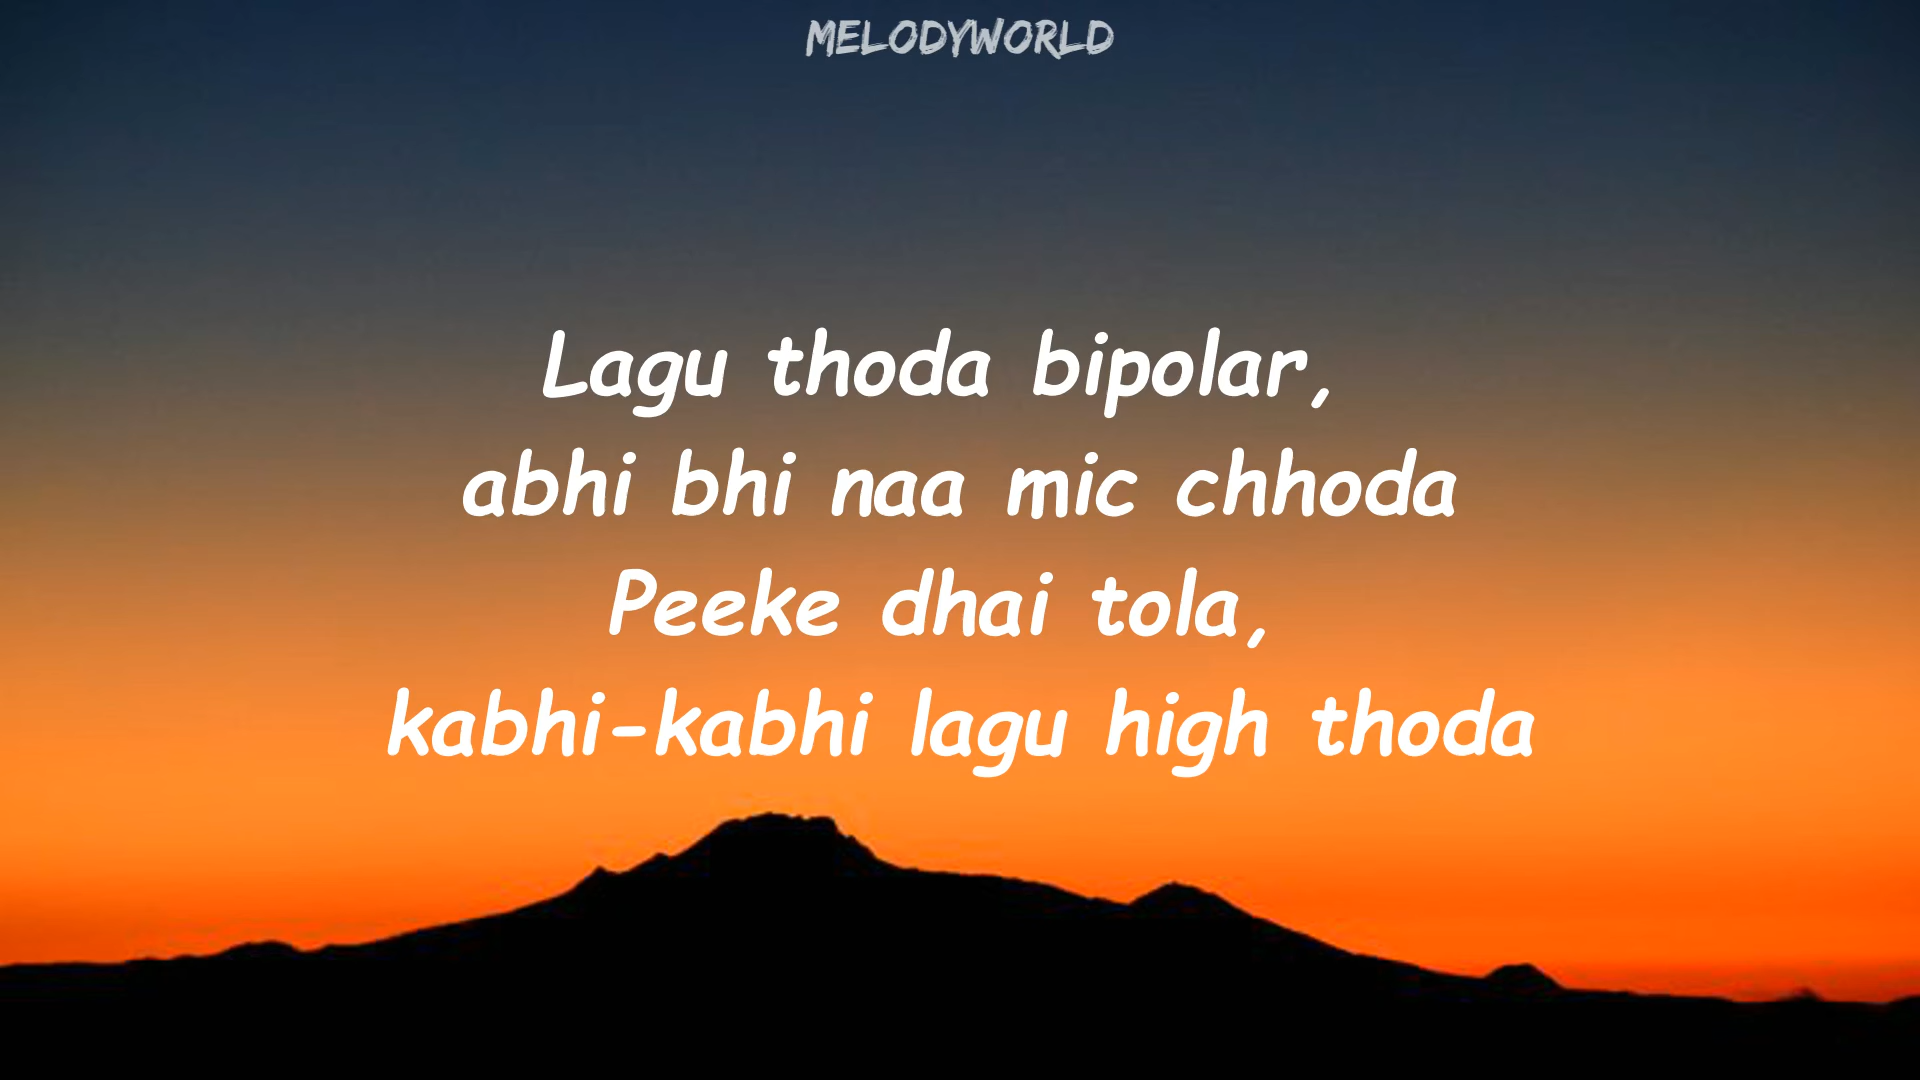 MELODYWORLD
Lagu thoda bipolar,
abhi bhi naa mic chhoda
Peeke dhai tola,
kabhi-kabhi lagu high thoda